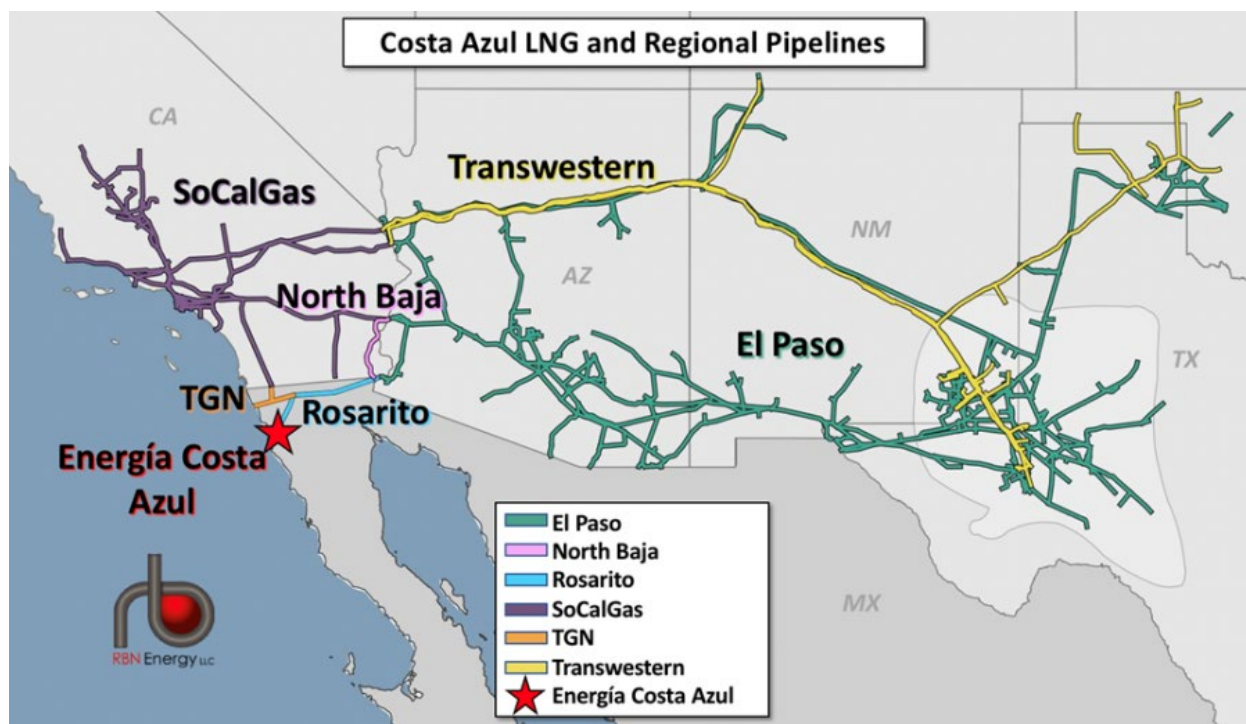 Costa Azul LNG and Regional Pipelines
CA
SoCalGas
Transwestern
NM
AZ
North Baja
El Paso
TX
TGN
Rosarito
Energía Costa
Azul
MX
El Paso
North Baja
Rosarito
SoCalGas
TGN
Transwestern
Energía Costa Azul
RBN Energy LLC